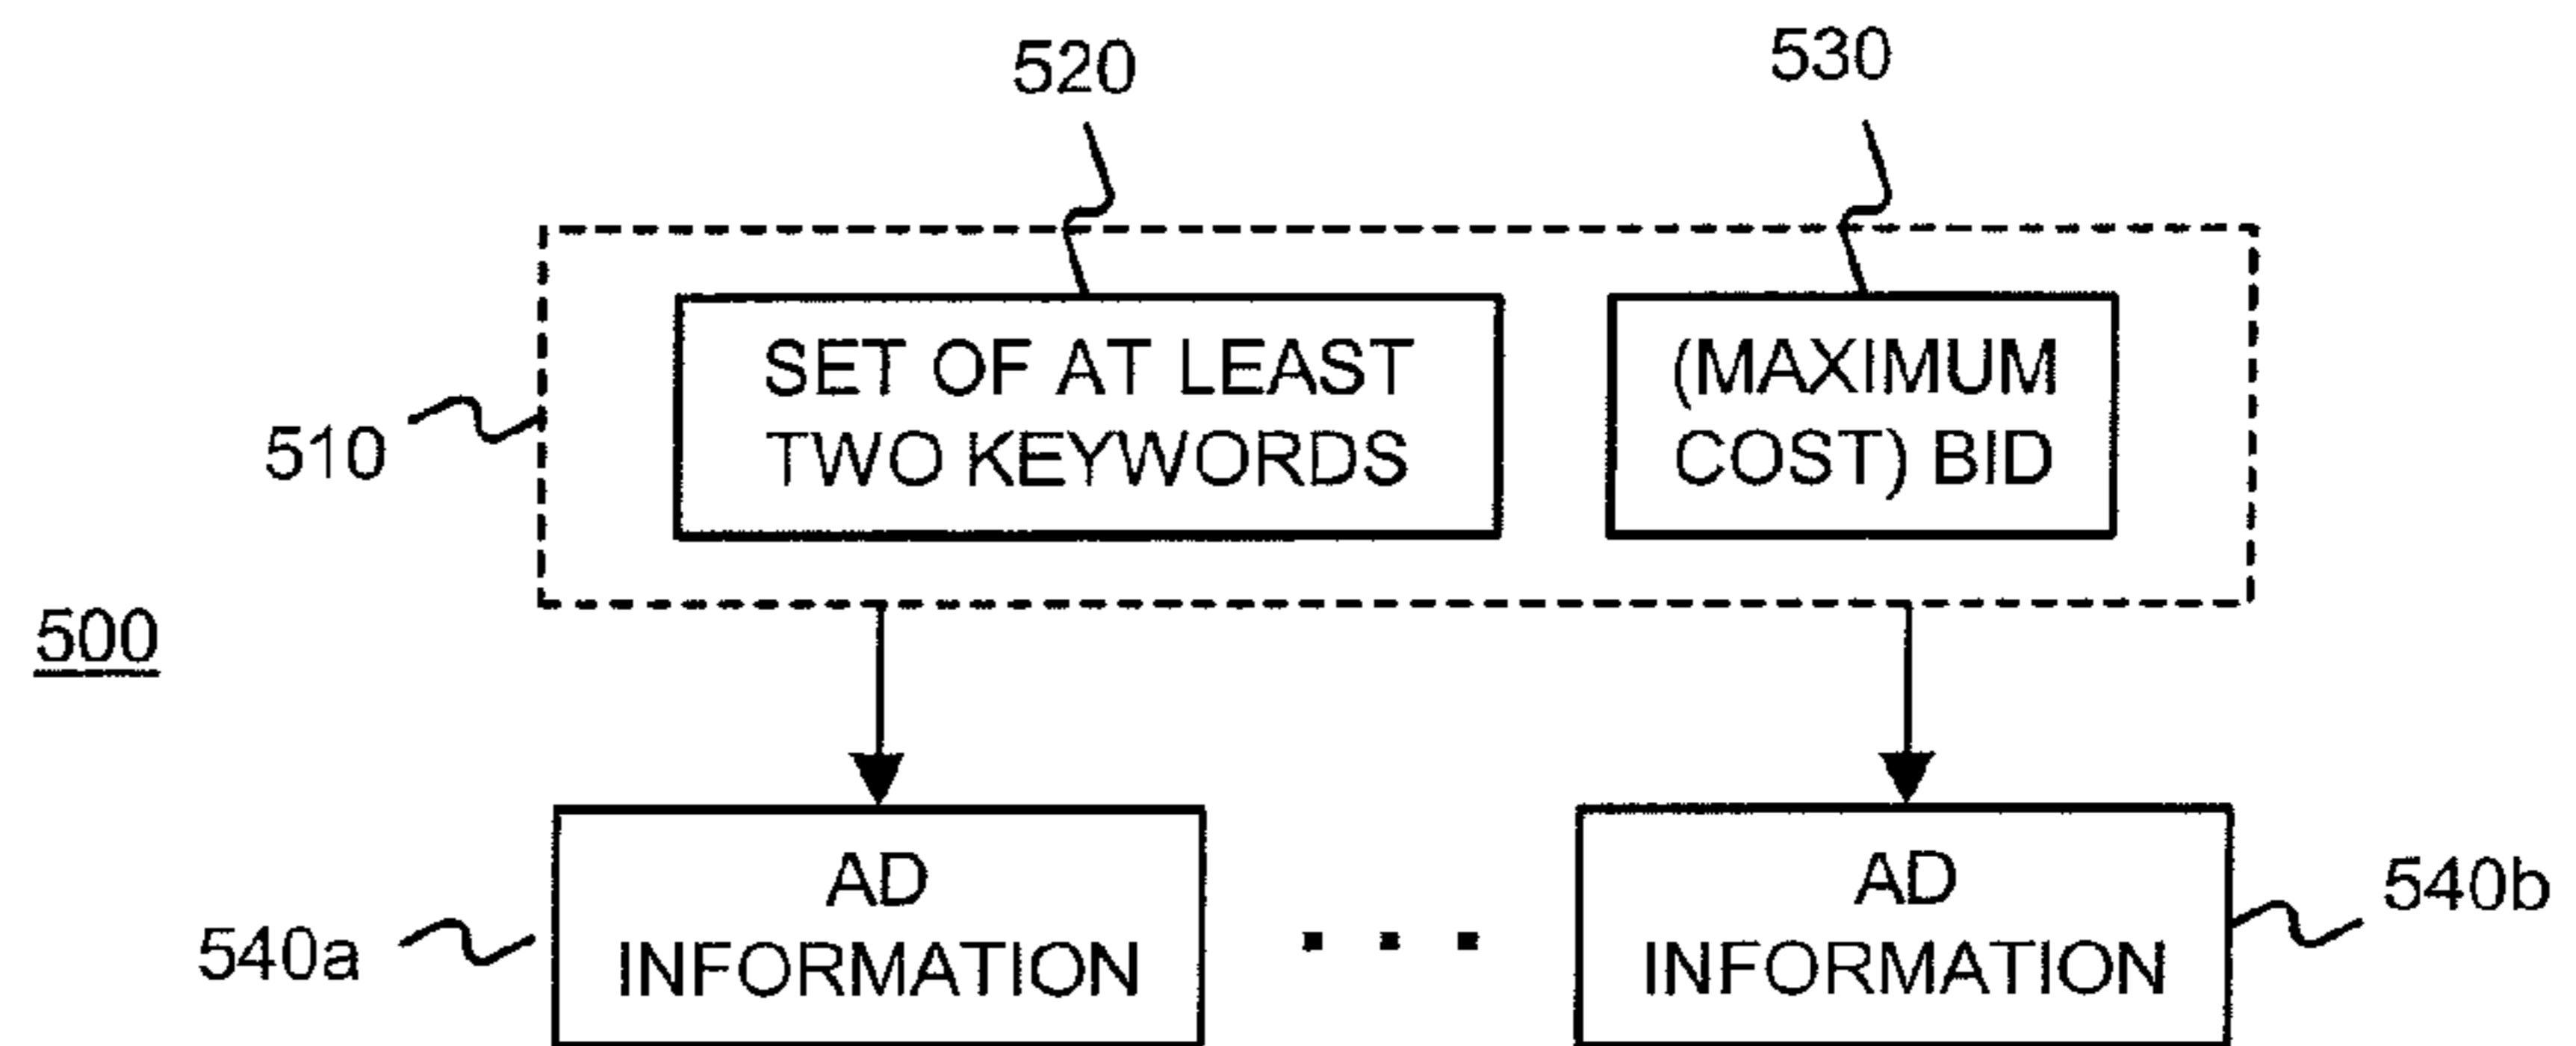 520
530
SET OF AT LEAST
TWO KEYWORDS
(MAXIMUM
COST) BID
510
500
AD
INFORMATION
540a
AD
INFORMATION
540b